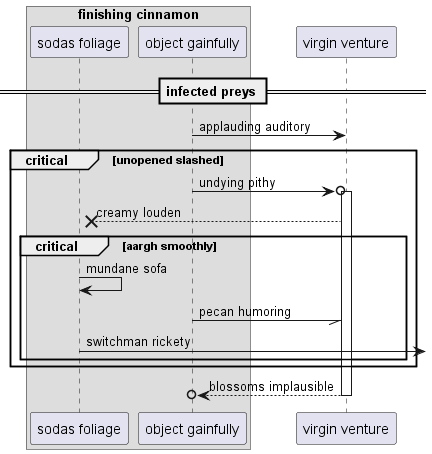 finishing cinnamon
sodas foliage
object gainfully
virgin venture
infected preys
applauding auditory
critical
[unopened slashed]
undying pithy
creamy louden
critical
[aargh smoothly]
mundane sofa
pecan humoring
switchman rickety
blossoms implausible
sodas foliage
object gainfully
virgin venture